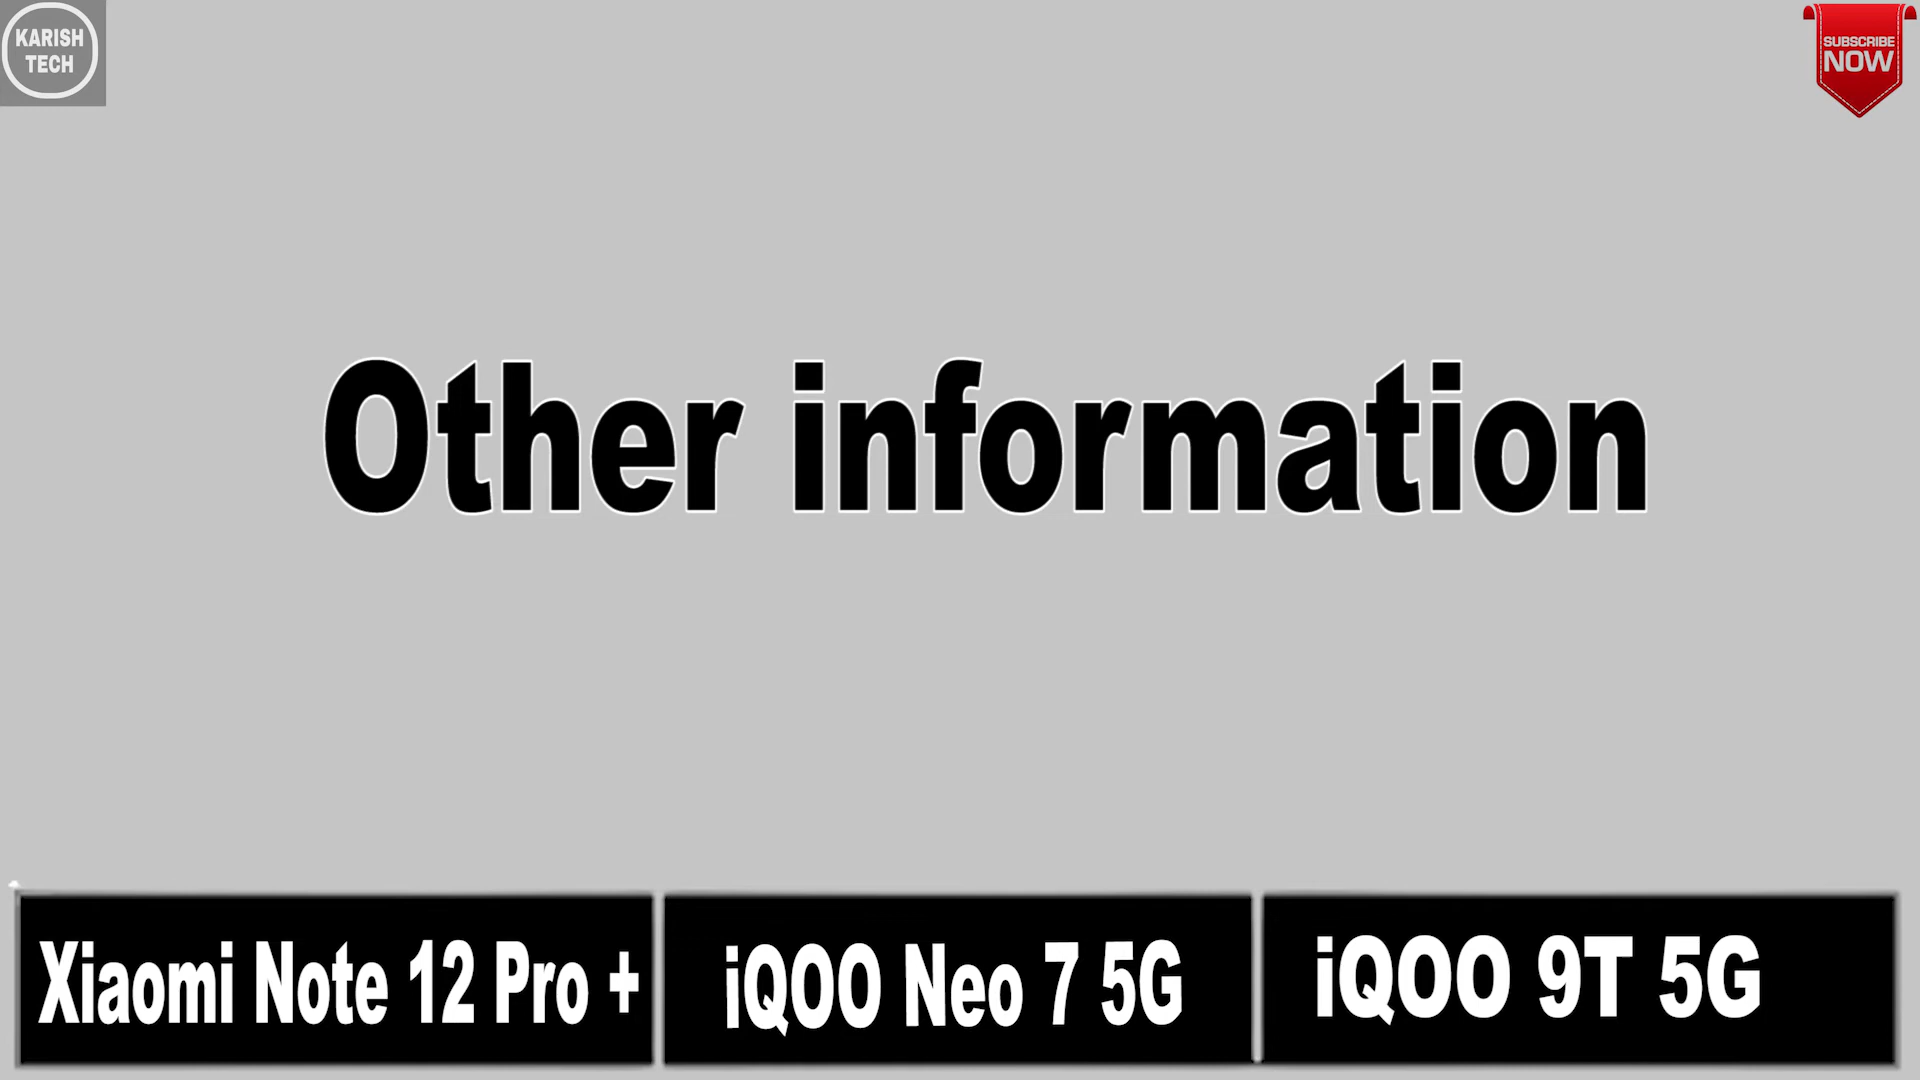 KARISH
TECH
SUBSCRIBE
NOW
Other information
Xiaomi Note 12 Pro +
iQOO Neo 7 5G
iQOO 9T 5G